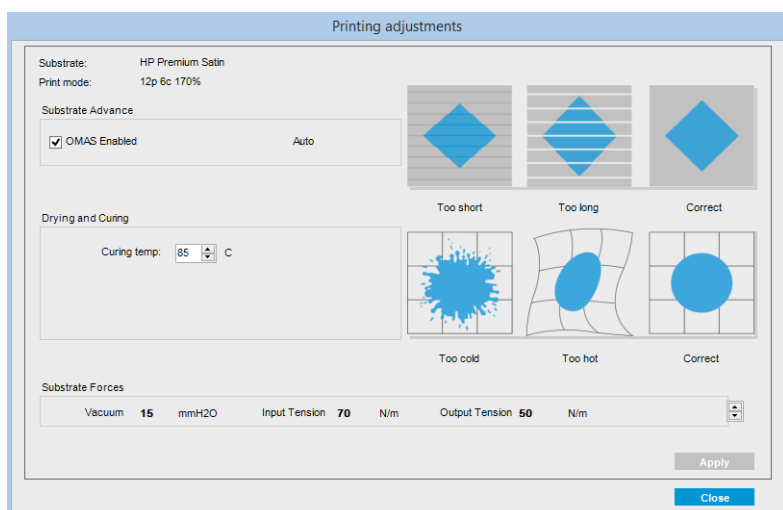 Printing adjustments
Substrate: HP Premium Satin
Print mode: 12p 6c 170%
Substrate Advance
OMAS Enabled Auto
Too short Too long Correct
Drying and Curing
Curing temp: 85 C
Too cold Too hot Correct
Substrate Forces
Vacuum 15 mmH2O Input Tension 70 N/m Output Tension 50 N/m
Apply
Close